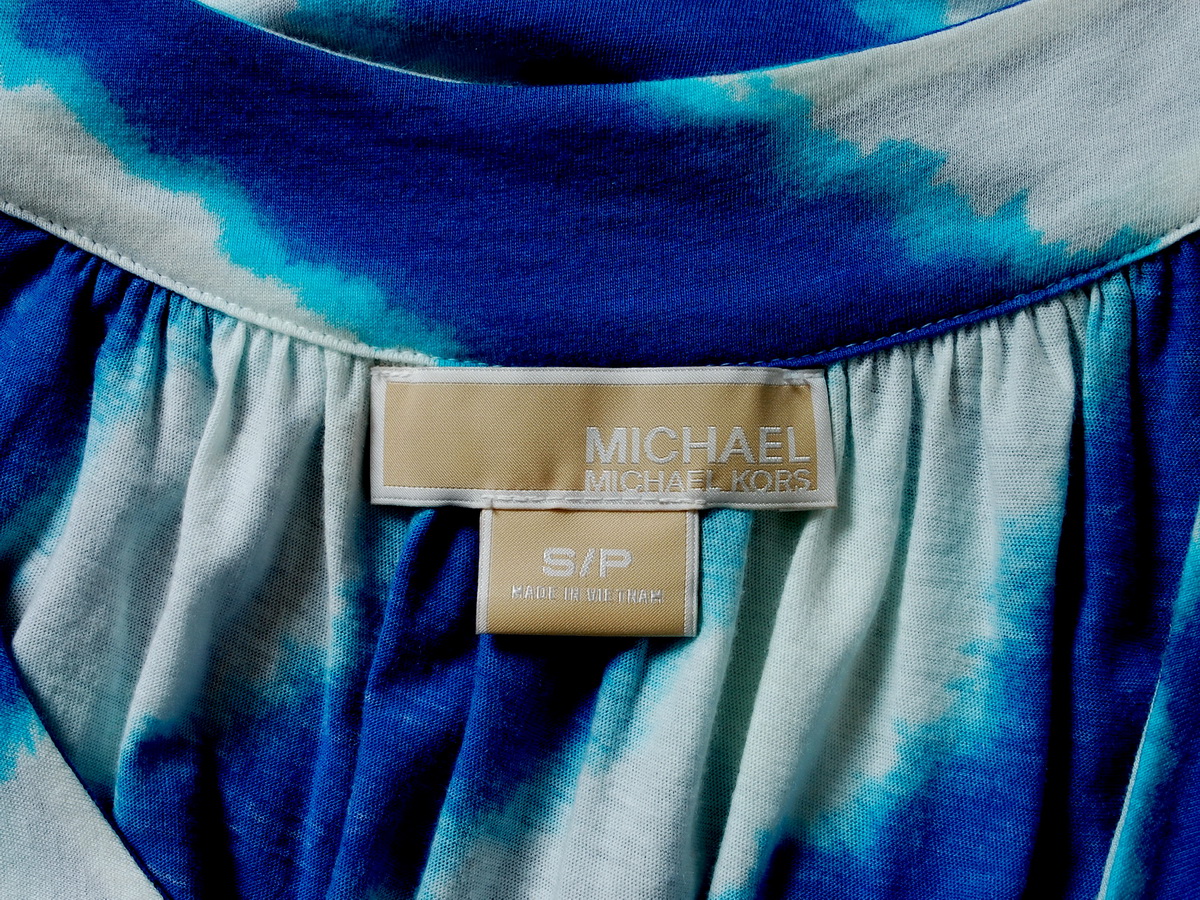 MICHAEL
MICHAEL KORS
S/P
MADE IN VIETNAM